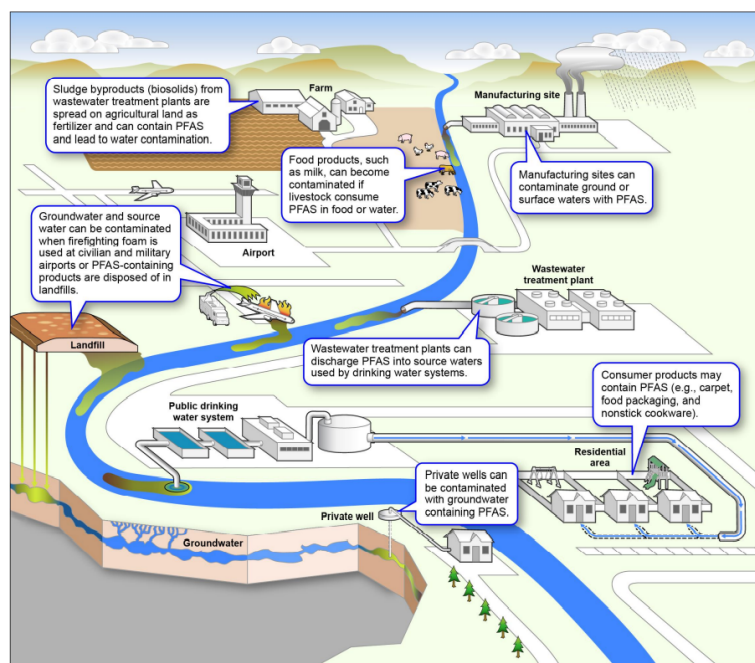 Farm
Sludge byproducts (biosolids) from
wastewater treatment plants are
spread on agricultural land as
fertilizer and can contain PFAS
and lead to water contamination.
Manufacturing site
Food products, such
as milk, can become
contaminated if
livestock consume
PFAS in food or water.
Manufacturing sites can
contaminate ground or
surface waters with PFAS.
Groundwater and source
water can be contaminated
when firefighting foam is
used at civilian and military
airports or PFAS-containing
products are disposed of in
landfills.
Airport
Wastewater
treatment plant
Landfill
Wastewater treatment plants can
discharge PFAS into source waters
used by drinking water systems.
Consumer products may
contain PFAS (e.g., carpet,
food packaging, and
nonstick cookware).
Public drinking
water system
Residential
area
Private wells can
be contaminated
with groundwater
containing PFAS.
Private well
Groundwater